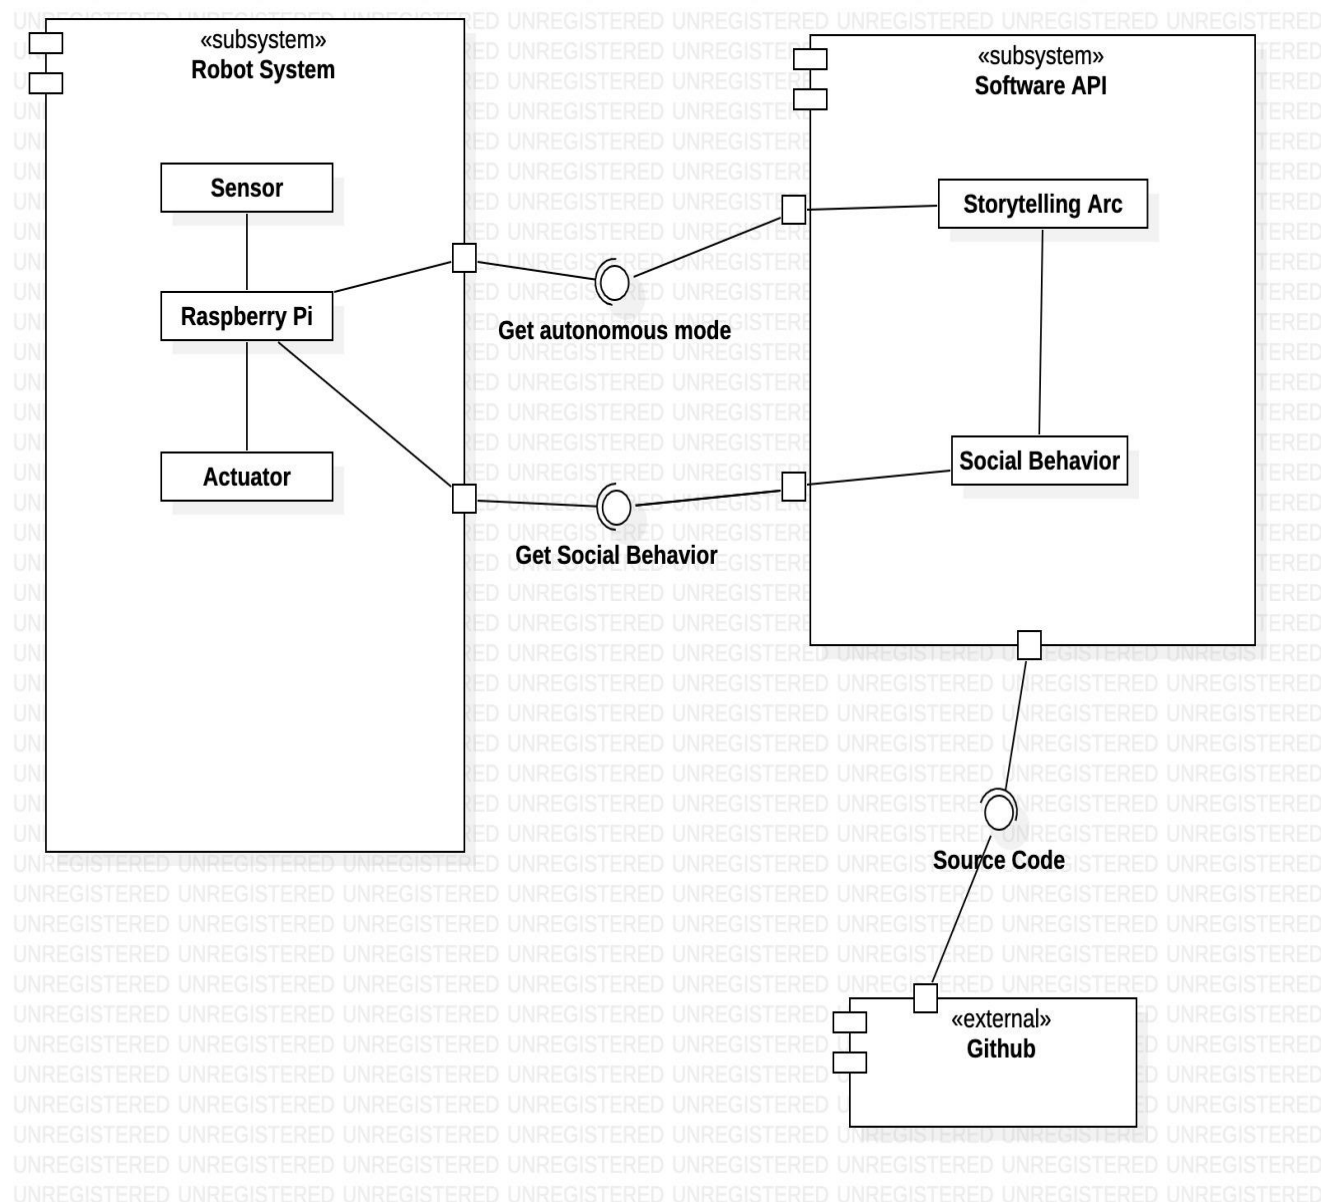 «subsystem»
Robot System
«subsystem»
Software API
Sensor
Storytelling Arc
Raspberry Pi
Get autonomous mode
Social Behavior
Actuator
Get Social Behavior
Source Code
«external»
Github
UNREGISTERED